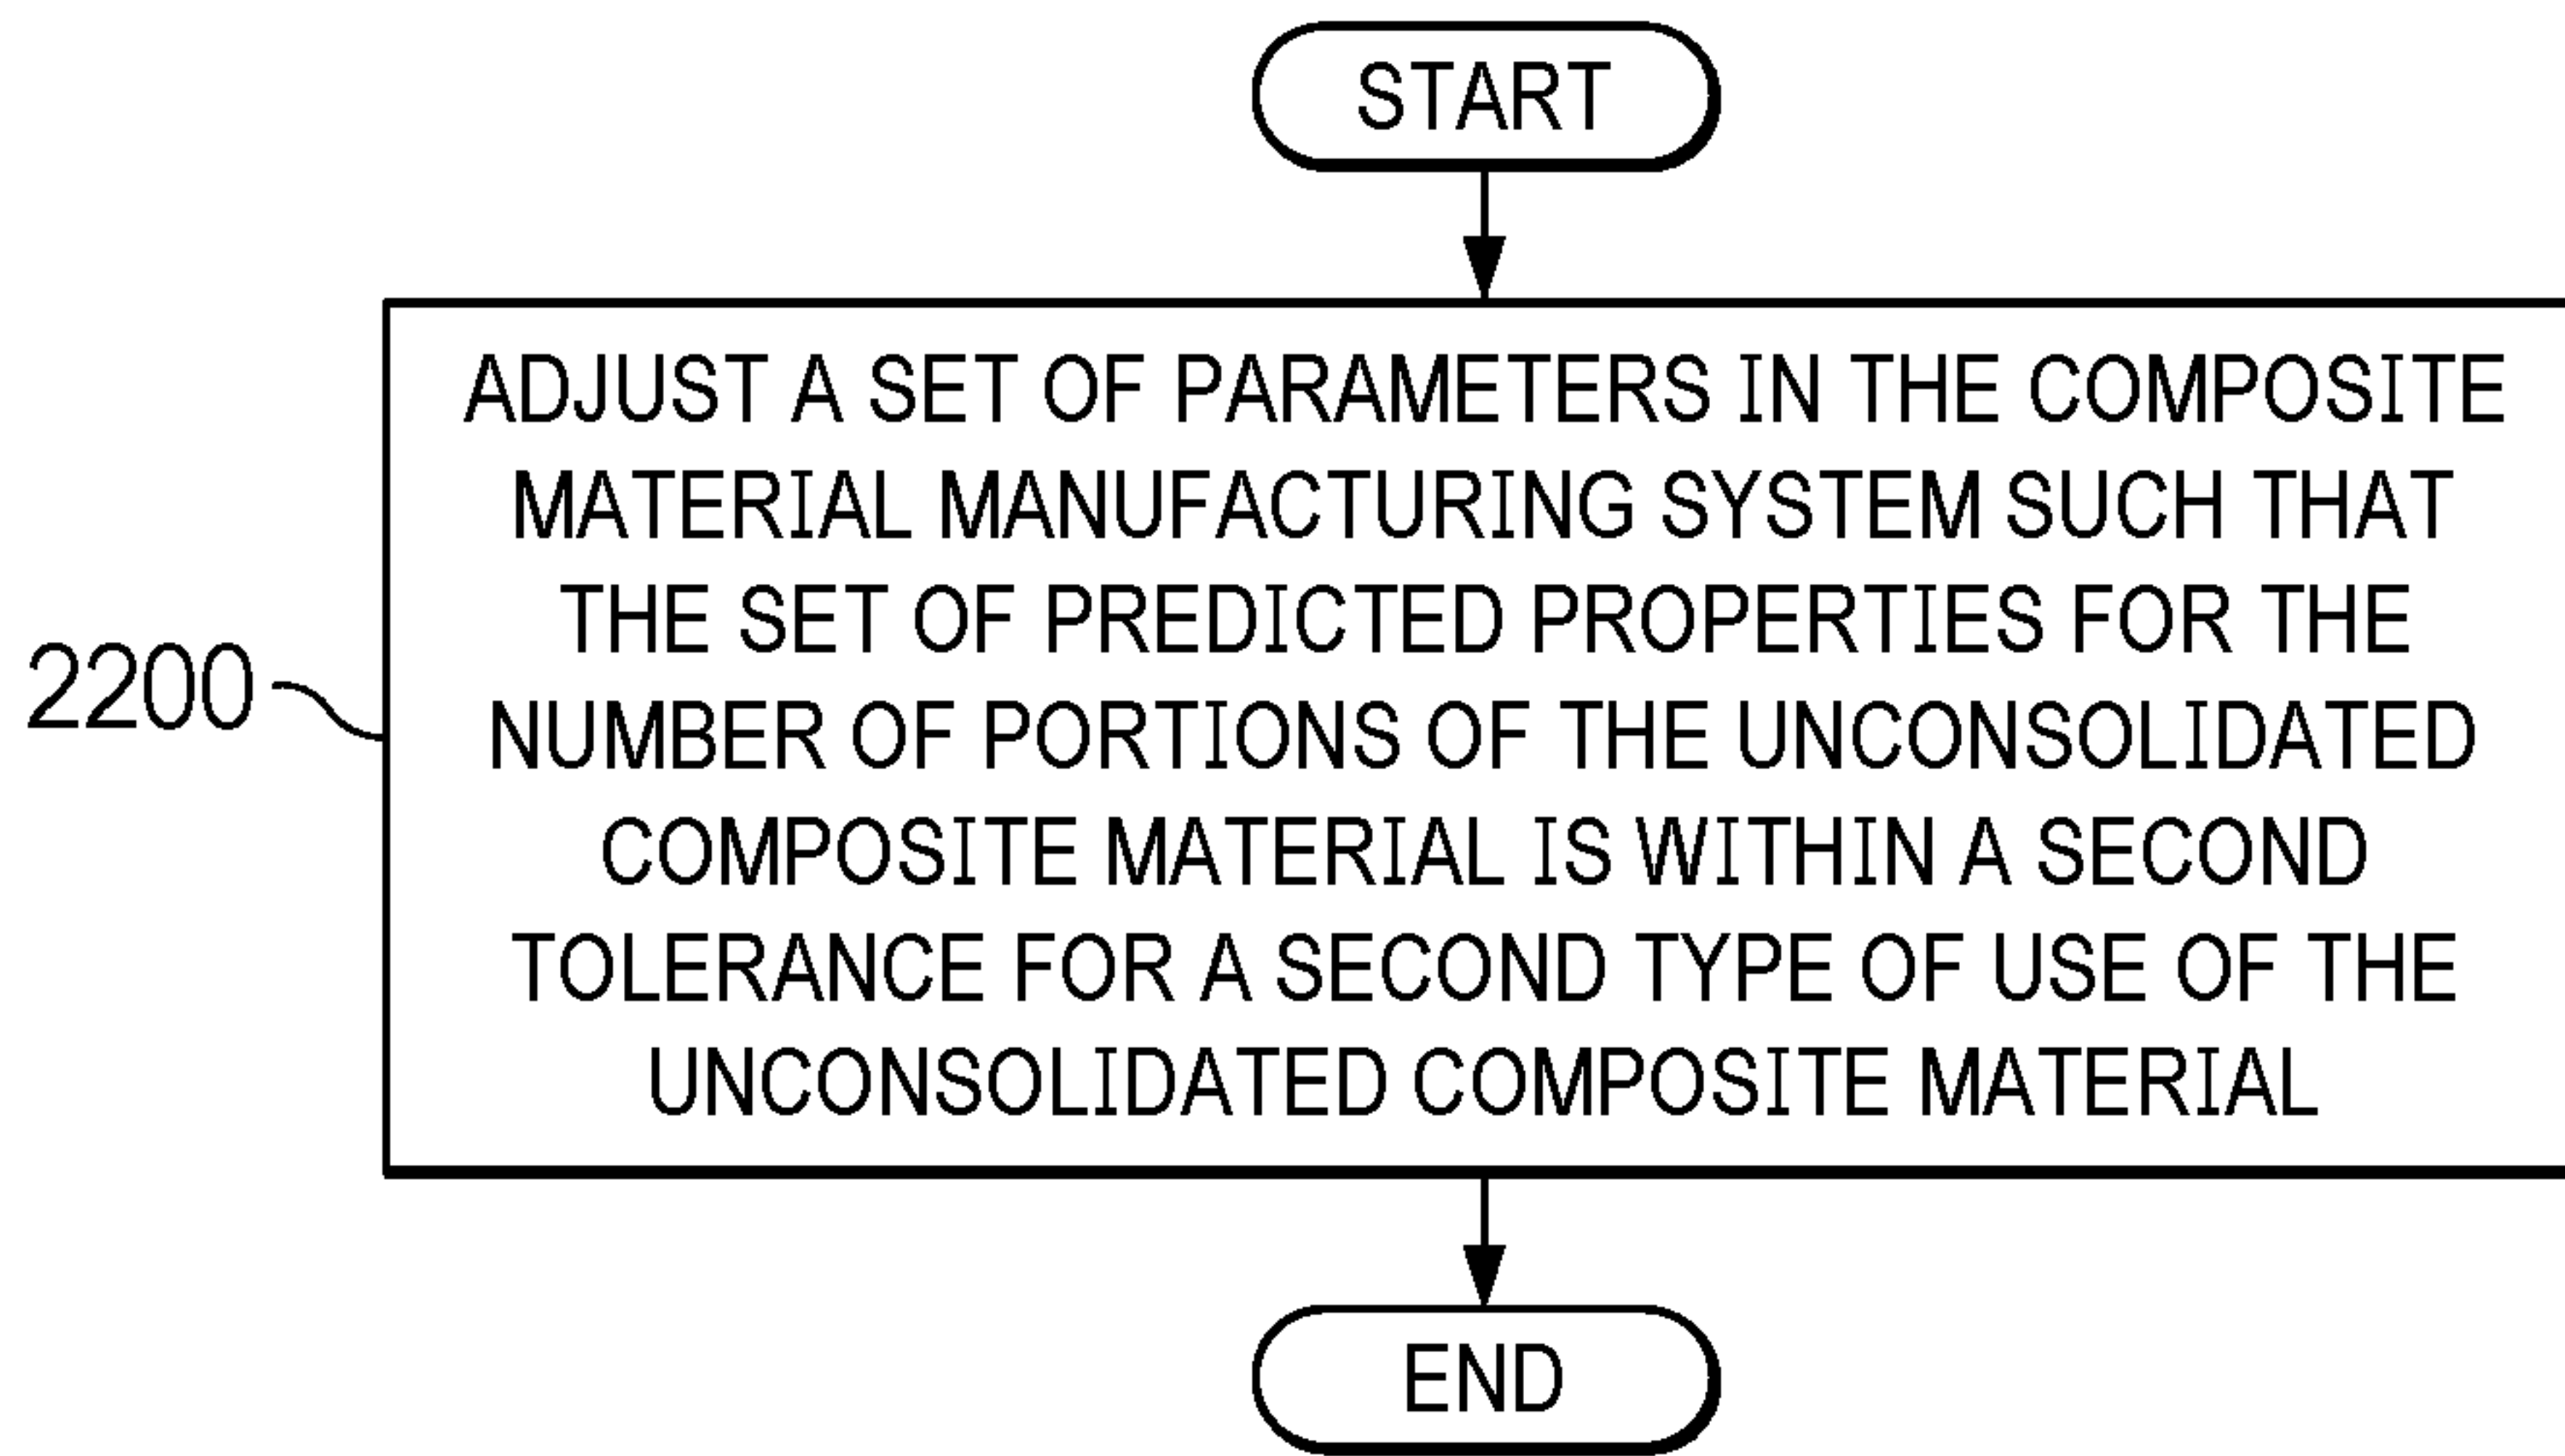 START
ADJUST A SET OF PARAMETERS IN THE COMPOSITE
MATERIAL MANUFACTURING SYSTEM SUCH THAT
THE SET OF PREDICTED PROPERTIES FOR THE
2200
NUMBER OF PORTIONS OF THE UNCONSOLIDATED
COMPOSITE MATERIAL IS WITHIN A SECOND
TOLERANCE FOR A SECOND TYPE OF USE OF THE
UNCONSOLIDATED COMPOSITE MATERIAL
END